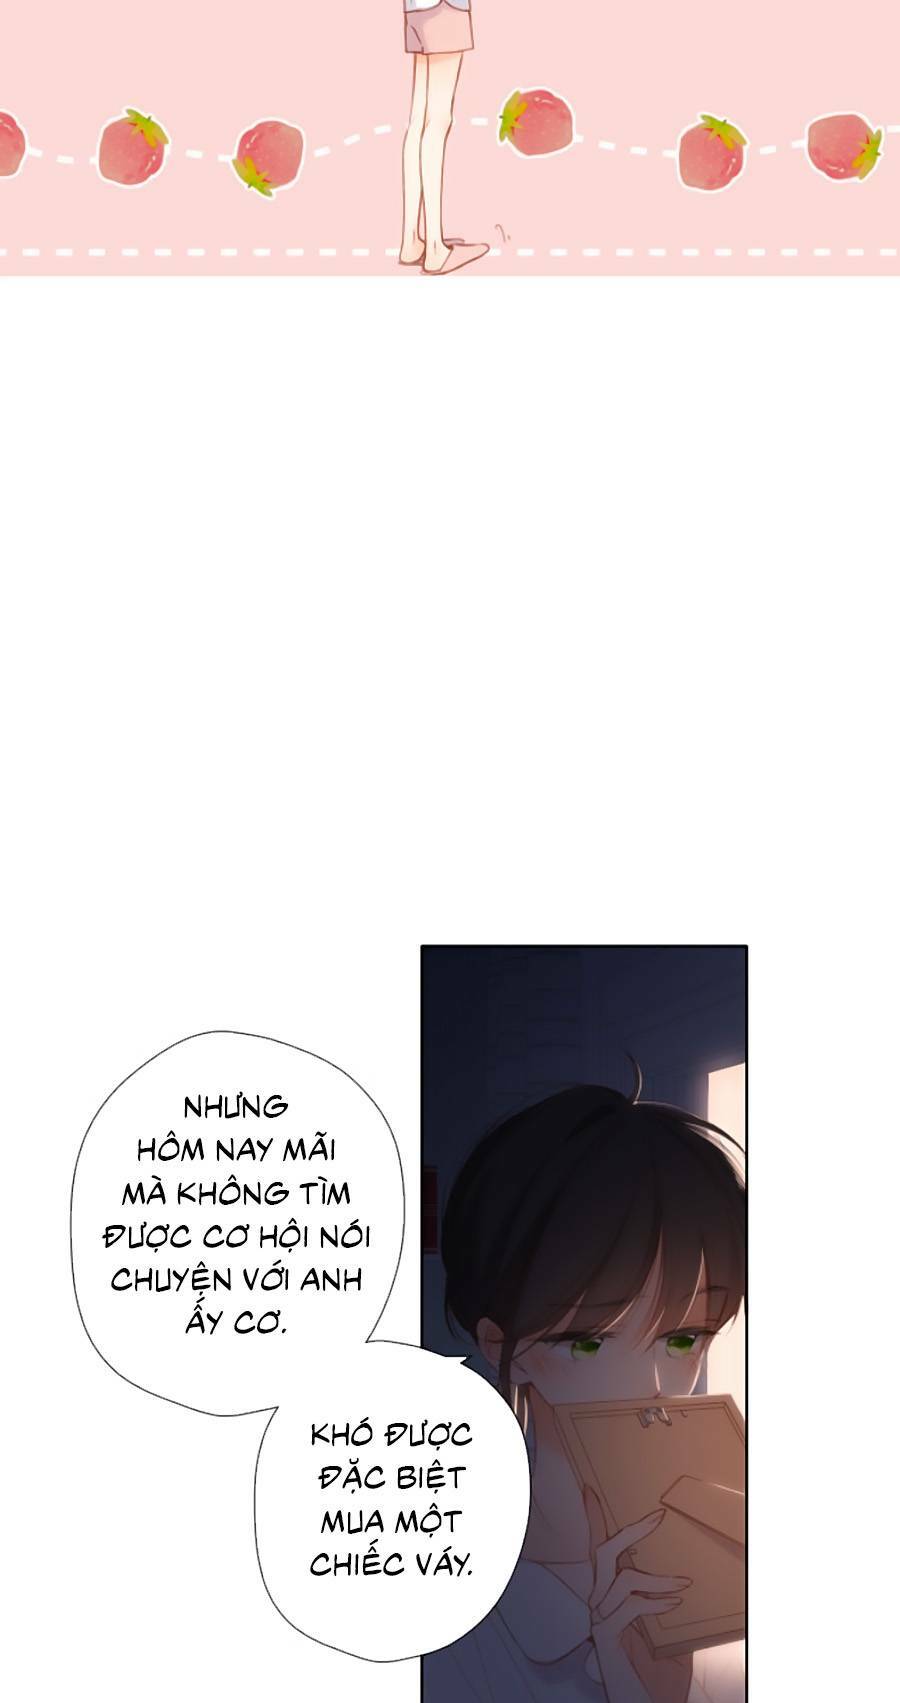 NHƯNG
HÔM NAY MÃI
MÀ KHÔNG TÌM
ĐƯỢC CƠ HỘI NÓI
CHUYỆN VỚI ANH
ẤY CƠ.
KHÓ ĐƯỢC
ĐẶC BIỆT
MUA MỘT
CHIẾC VÁY.